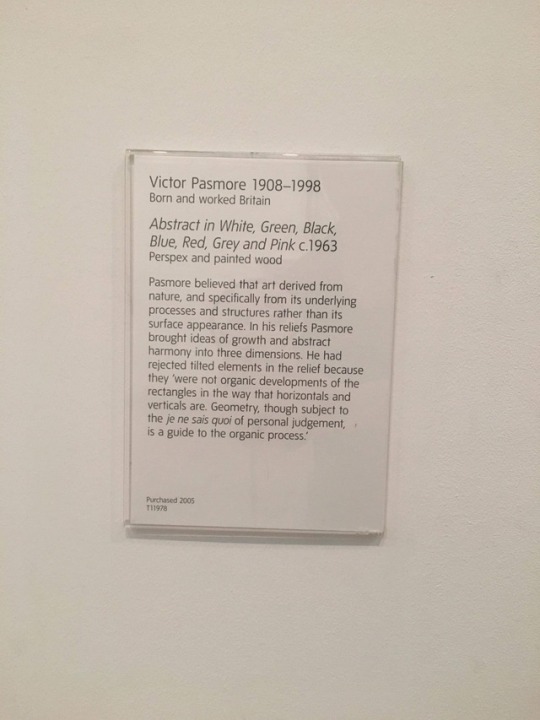 Victor Pasmore 1908–1998
Born and worked Britain
Abstract in White, Green, Black,
Blue, Red, Grey and Pink c.1963
Perspex and painted wood
Pasmore believed that art derived from
nature, and specifically from its underlying
processes and structures rather than its
surface appearance. In his reliefs Pasmore
brought ideas of growth and abstract
harmony into three dimensions. He had
rejected tilted elements in the relief because
they ‘were not organic developments of the
rectangles in the way that horizontals and
verticals are. Geometry, though subject to
the je ne sais quoi of personal judgement,
is a guide to the organic process.’
Purchased 2005
T11978